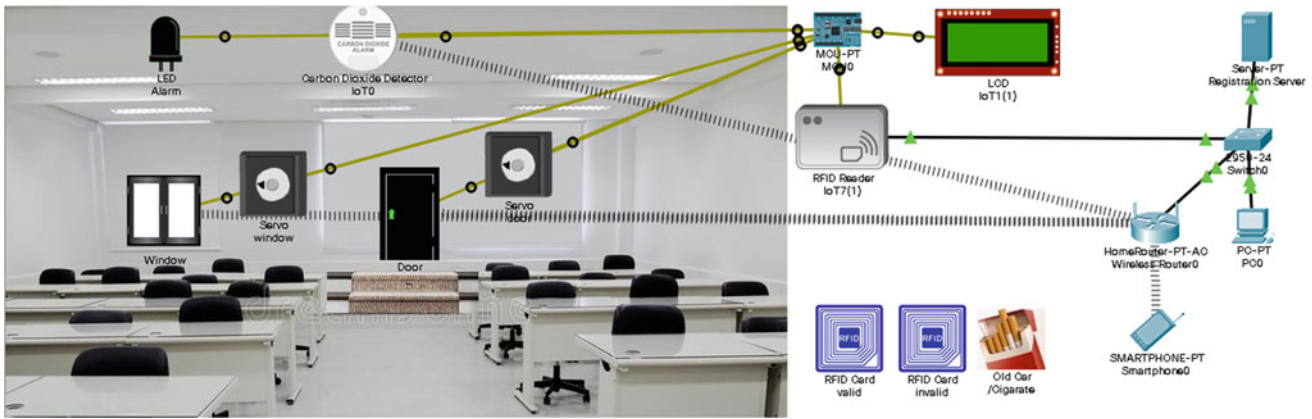 CARBON DIOXIDE
ALARM
LED
Alarm
Carbon Dioxide Detector
IoT0
MCU-PT
MCU0
LCD
IoT1(1)
Server-PT
Registration Server
RFID Reader
IoT7(1)
2950-24
Switch0
Servo
window
Servo
door
Window
Door
HomeRouter-PT-AC
Wireless Router0
PC-PT
PC0
RFID
RFID Card
valid
RFID
RFID Card
invalid
Old Car
/Cigarate
SMARTPHONE-PT
Smartphone0